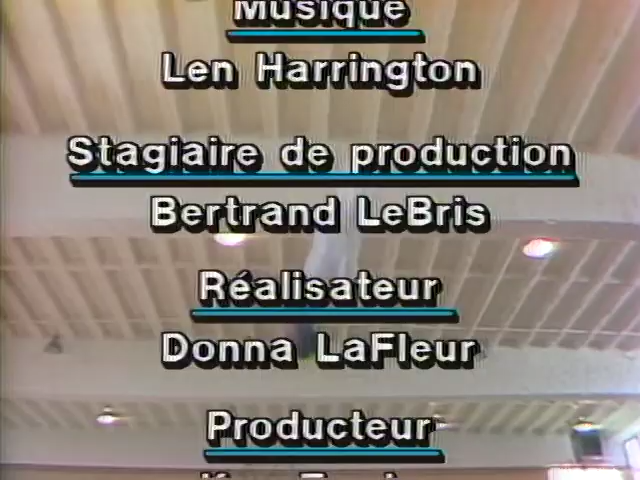 Musique
Len Harrington
Stagiaire de production
Bertrand LeBris
Réalisateur
Donna LaFleur
Producteur